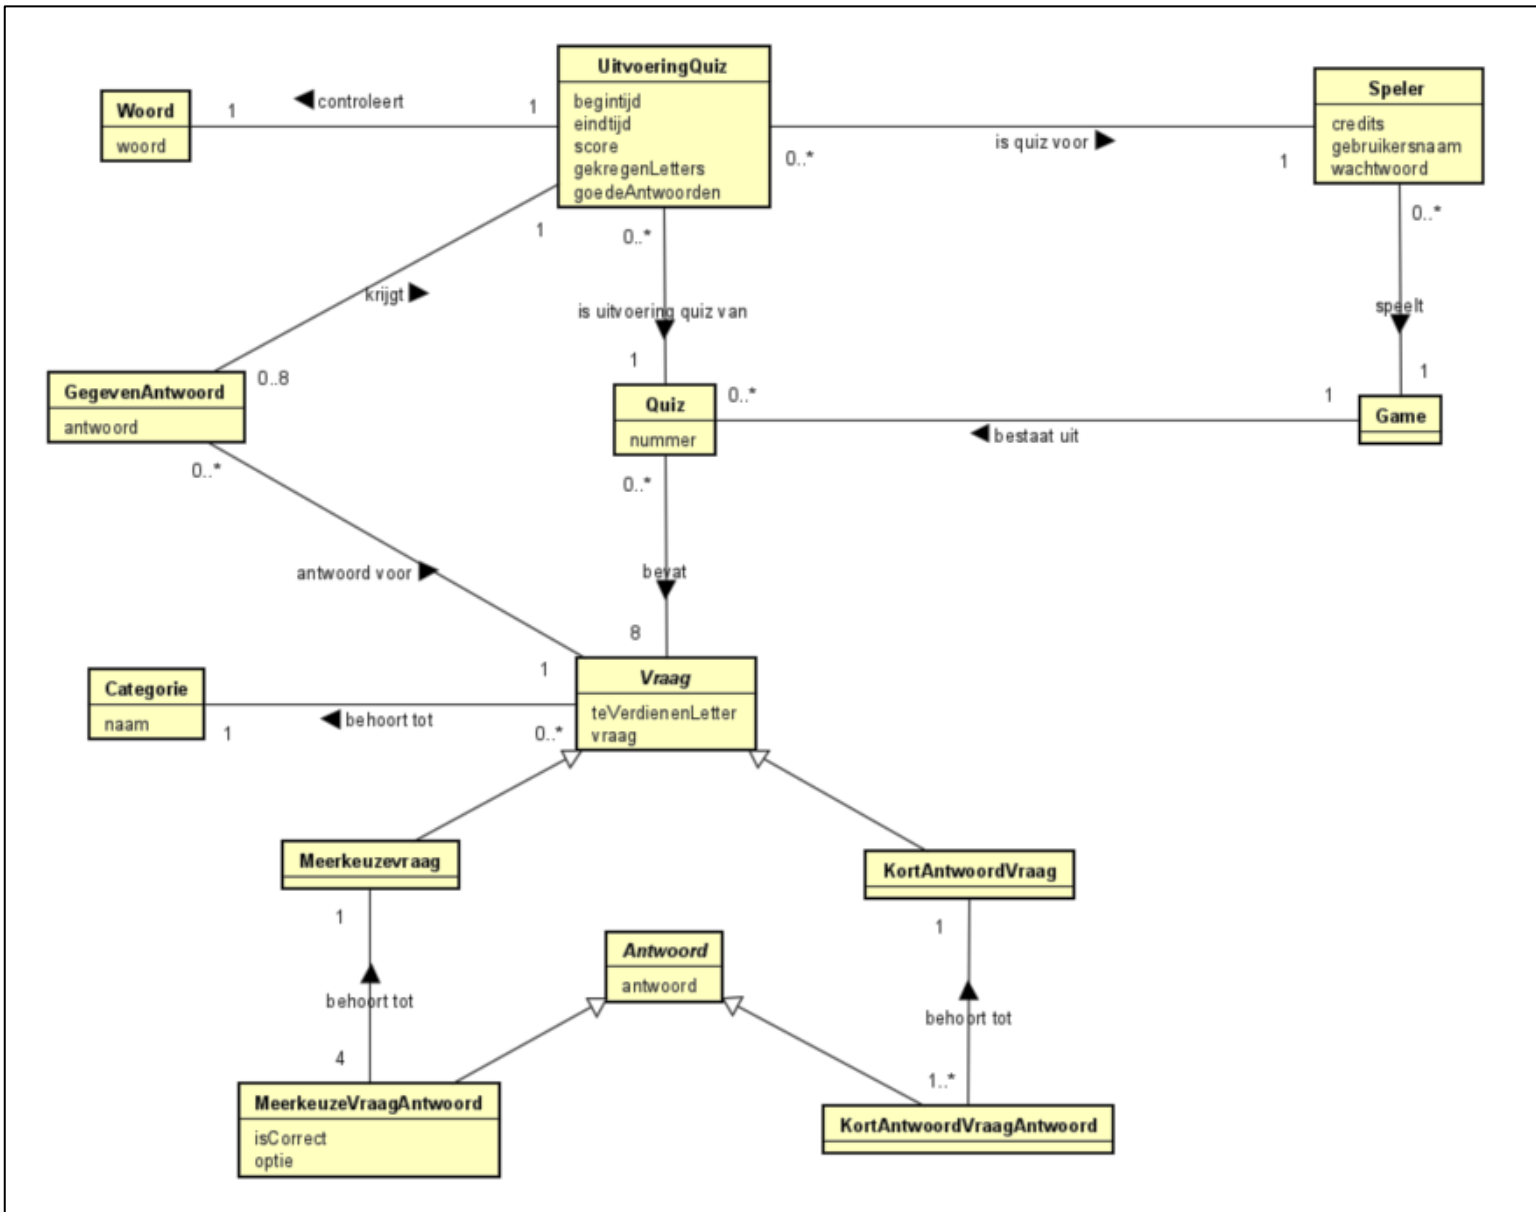 UitvoeringQuiz
begintijd
eindtijd
score
gekregenLetters
goedeAntwoorden
Woord
woord
1
controleert
1
Speler
credits
gebruikersnaam
wachtwoord
0..*
is quiz voor
1
1
krijgt
0..8
0..*
is uitvoering quiz van
1
0..*
speelt
1
GegevenAntwoord
antwoord
Quiz
nummer
0..*
bestaat uit
1
Game
0..*
antwoord voor
1
0..*
bevat
8
Categorie
naam
1
behoort tot
0..*
Vraag
teVerdienenLetter
vraag
Meerkeuzevraag
KortAntwoordVraag
1
behoort tot
4
Antwoord
antwoord
1
behoort tot
1..*
MeerkeuzeVraagAntwoord
isCorrect
optie
KortAntwoordVraagAntwoord